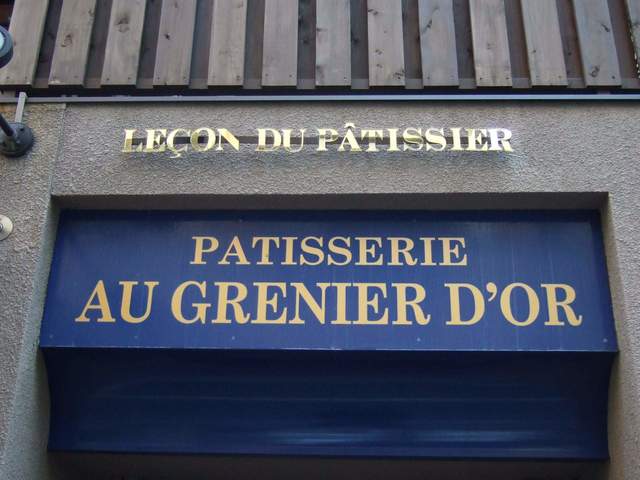 LEÇON DU PÂTISSIER
PATISSERIE
AU GRENIER D'OR